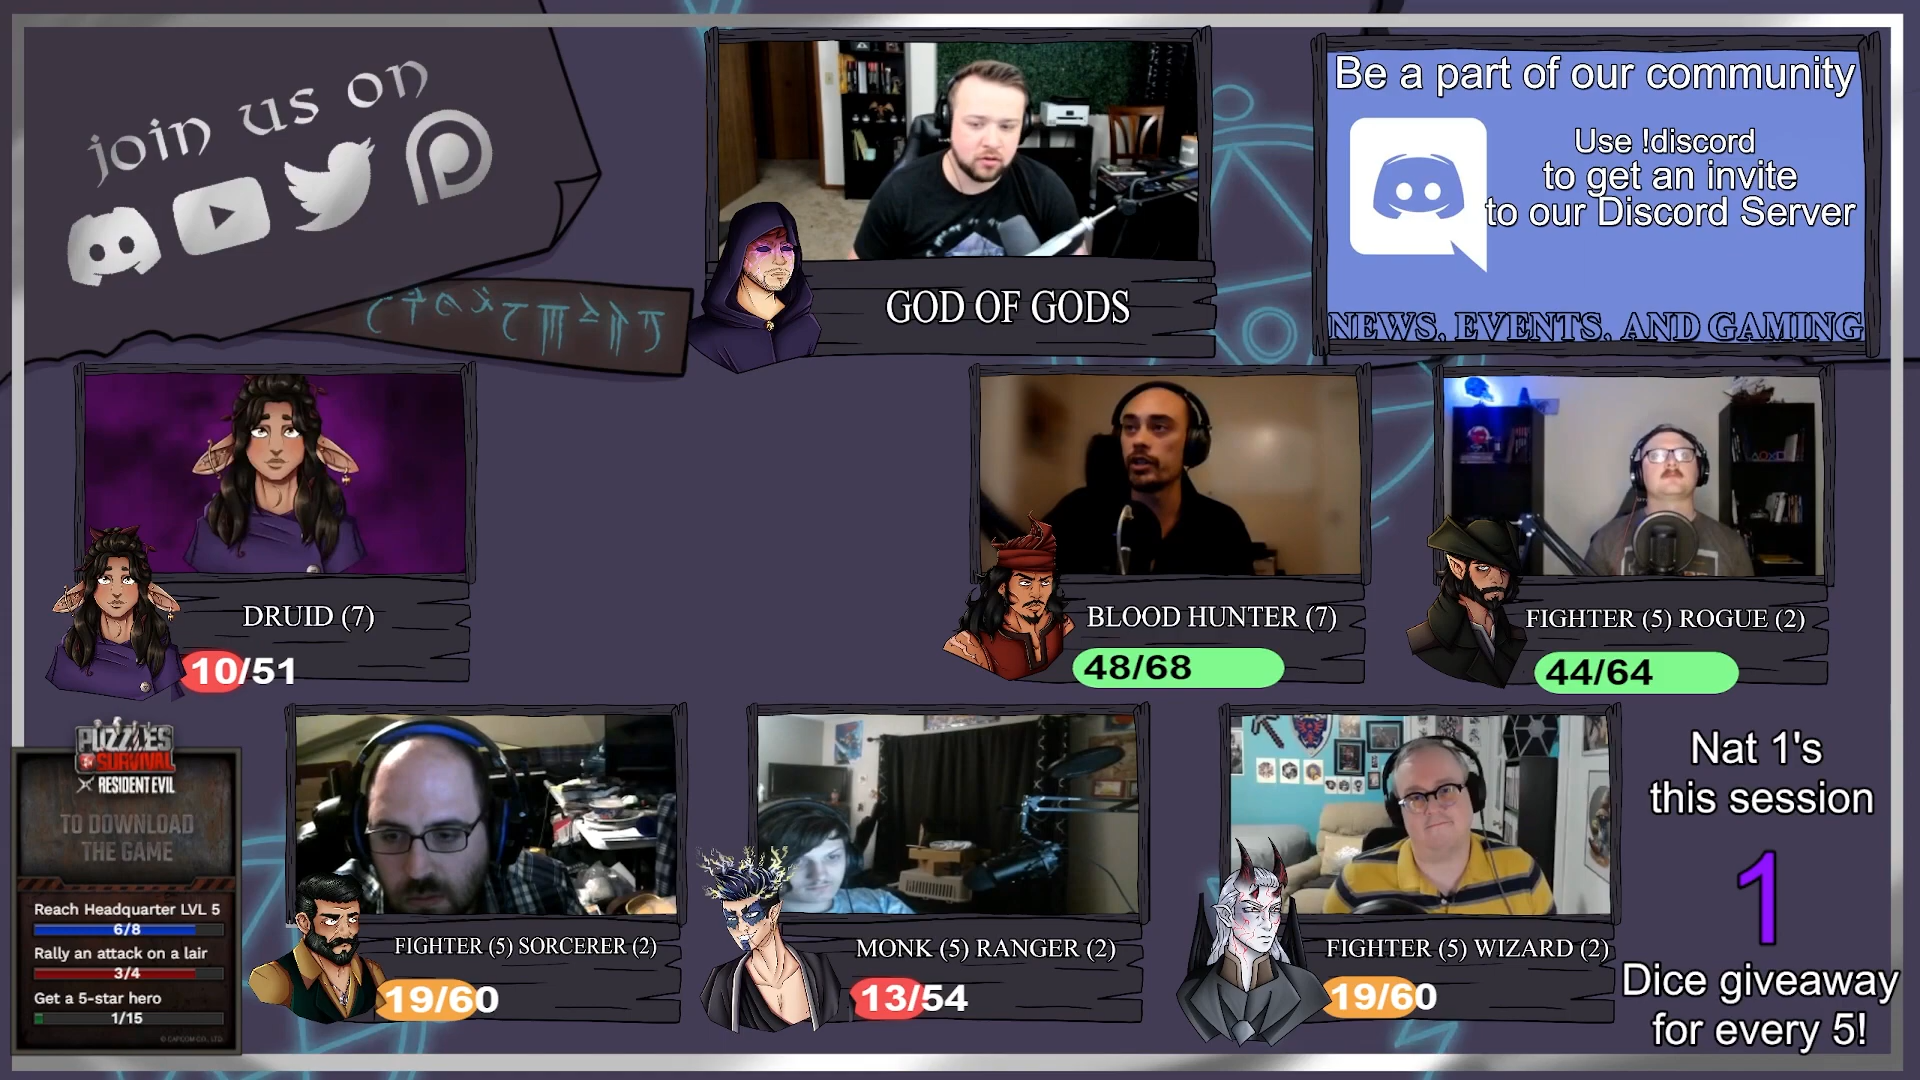 join us on
GOD OF GODS
Be a part of our community
Use !discord
to get an invite
to our Discord Server
NEWS, EVENTS, AND GAMING
DRUID (7)
10/51
BLOOD HUNTER (7)
48/68
FIGHTER (5) ROGUE (2)
44/64
PUZZLES
SURVIVAL
RESIDENT EVIL
TO DOWNLOAD
THE GAME
Reach Headquarter LVL 5
6/8
Rally an attack on a lair
3/4
Get a 5-star hero
1/15
© CAPCOM CO., LTD.
FIGHTER (5) SORCERER (2)
19/60
MONK (5) RANGER (2)
13/54
FIGHTER (5) WIZARD (2)
19/60
Nat 1's
this session
1
Dice giveaway
for every 5!